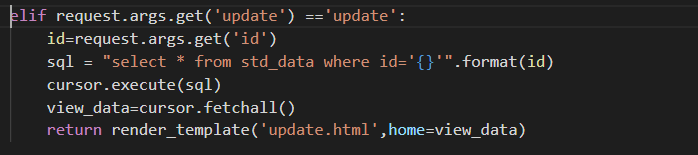 elif request.args.get('update') =='update':
    id=request.args.get('id')
    sql = "select * from std_data where id='{}'".format(id)
    cursor.execute(sql)
    view_data=cursor.fetchall()
    return render_template('update.html',home=view_data)